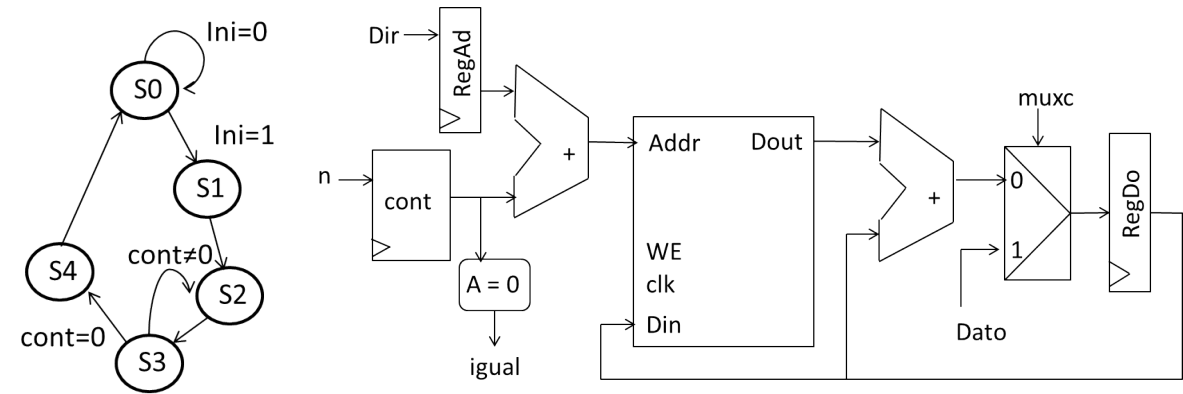 Ini=0
S0
Ini=1
S1
cont≠0
S4
S2
cont=0
S3
Dir
RegAd
n
cont
+
A = 0
igual
Addr
Dout
WE
clk
Din
+
muxc
0
1
Dato
RegDo